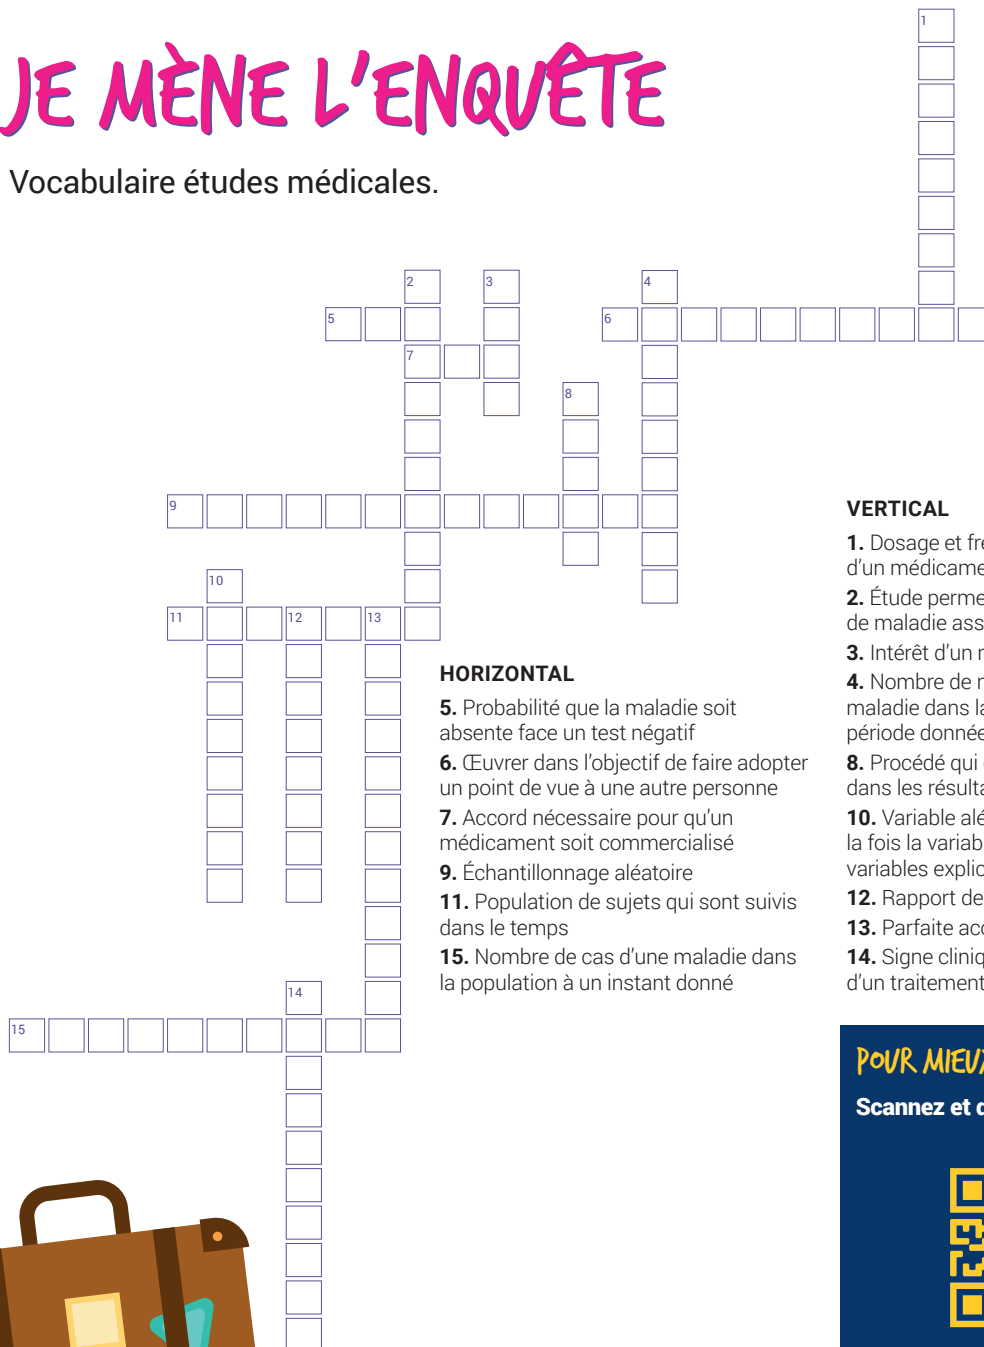 JE MÈNE L'ENQUÊTE
Vocabulaire études médicales.
1
2
3
4
5
6
7
8
9
10
11
12
13
14
15
HORIZONTAL
5. Probabilité que la maladie soit
absente face un test négatif
6. Œuvrer dans l'objectif de faire adopter
un point de vue à une autre personne
7. Accord nécessaire pour qu'un
médicament soit commercialisé
9. Échantillonnage aléatoire
11. Population de sujets qui sont suivis
dans le temps
15. Nombre de cas d'une maladie dans
la population à un instant donné
VERTICAL
1. Dosage et
d'un
2. Étude
de maladie
3. Intérêt d'un
4. Nombre de
maladie dans
période donnée
8. Procédé qui
dans les
10. Variable
la fois la
variables
12. Rapport de
13. Parfaite
14. Signe
d'un traitement
POUR
Scannez et